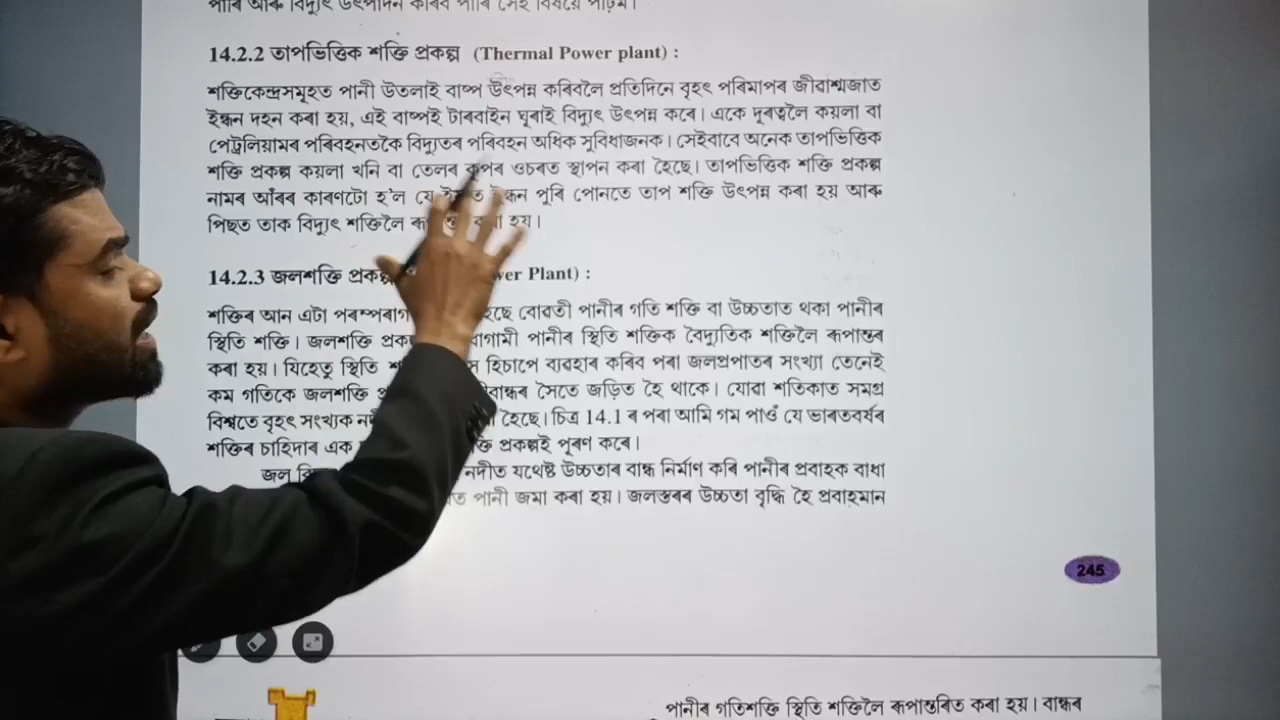 পাৰি আৰু বিদ্যুৎ উৎপাদন কৰিব পাৰি সেই বিষয়ে পঢ়িম।
14.2.2 তাপভিত্তিক শক্তি প্ৰকল্প (Thermal Power plant) :
শক্তিকেন্দ্ৰসমূহত পানী উতলাই বাষ্প উৎপন্ন কৰিবলৈ প্ৰতিদিনে বৃহৎ পৰিমাপৰ জীৱাশ্মজাত
ইন্ধন দহন কৰা হয়, এই বাষ্পই টাৰবাইন ঘূৰাই বিদ্যুৎ উৎপন্ন কৰে। একে দূৰত্বলৈ কয়লা বা
পেট্ৰলিয়ামৰ পৰিবহনতকৈ বিদ্যুতৰ পৰিবহন অধিক সুবিধাজনক। সেইবাবে অনেক তাপভিত্তিক
শক্তি প্ৰকল্প কয়লা খনি বা তেলৰ কূপৰ ওচৰত স্থাপন কৰা হৈছে। তাপভিত্তিক শক্তি প্ৰকল্প
নামৰ আঁৰৰ কাৰণটো হ'ল যে ইন্ধন পুৰি পোনতে তাপ শক্তি উৎপন্ন কৰা হয় আৰু
পিছত তাক বিদ্যুৎ শক্তিলৈ কৰা হয়।
14.2.3 জলশক্তি প্ৰকল্প Plant) :
শক্তিৰ আন এটা বোৱতী পানীৰ গতি শক্তি বা উচ্চতাত থকা পানীৰ
স্থিতি শক্তি। জলশক্তি পানীৰ স্থিতি শক্তিক বৈদ্যুতিক শক্তিলৈ ৰূপান্তৰ
কৰা হয়। যিহেতু স্থিতি হিচাপে ব্যৱহাৰ কৰিব পৰা জলপ্ৰপাতৰ সংখ্যা তেনেই
কম গতিকে জলশক্তি সৈতে জড়িত হৈ থাকে। যোৱা শতিকাত সমগ্ৰ
বিশ্বতে বৃহৎ সংখ্যক হৈছে। চিত্ৰ 14.1 ৰ পৰা আমি গম পাওঁ যে ভাৰতবৰ্ষৰ
শক্তিৰ চাহিদাৰ এক প্ৰকল্পই পূৰণ কৰে।
জল নদীত যথেষ্ট উচ্চতাৰ বান্ধ নিৰ্মাণ কৰি পানীৰ প্ৰবাহক বাধা
পানী জমা কৰা হয়। জলস্তৰৰ উচ্চতা বৃদ্ধি হৈ প্ৰবাহমান
245
পানীৰ গতিশক্তি স্থিতি শক্তিলৈ ৰূপান্তৰিত কৰা হয়। বান্ধৰ